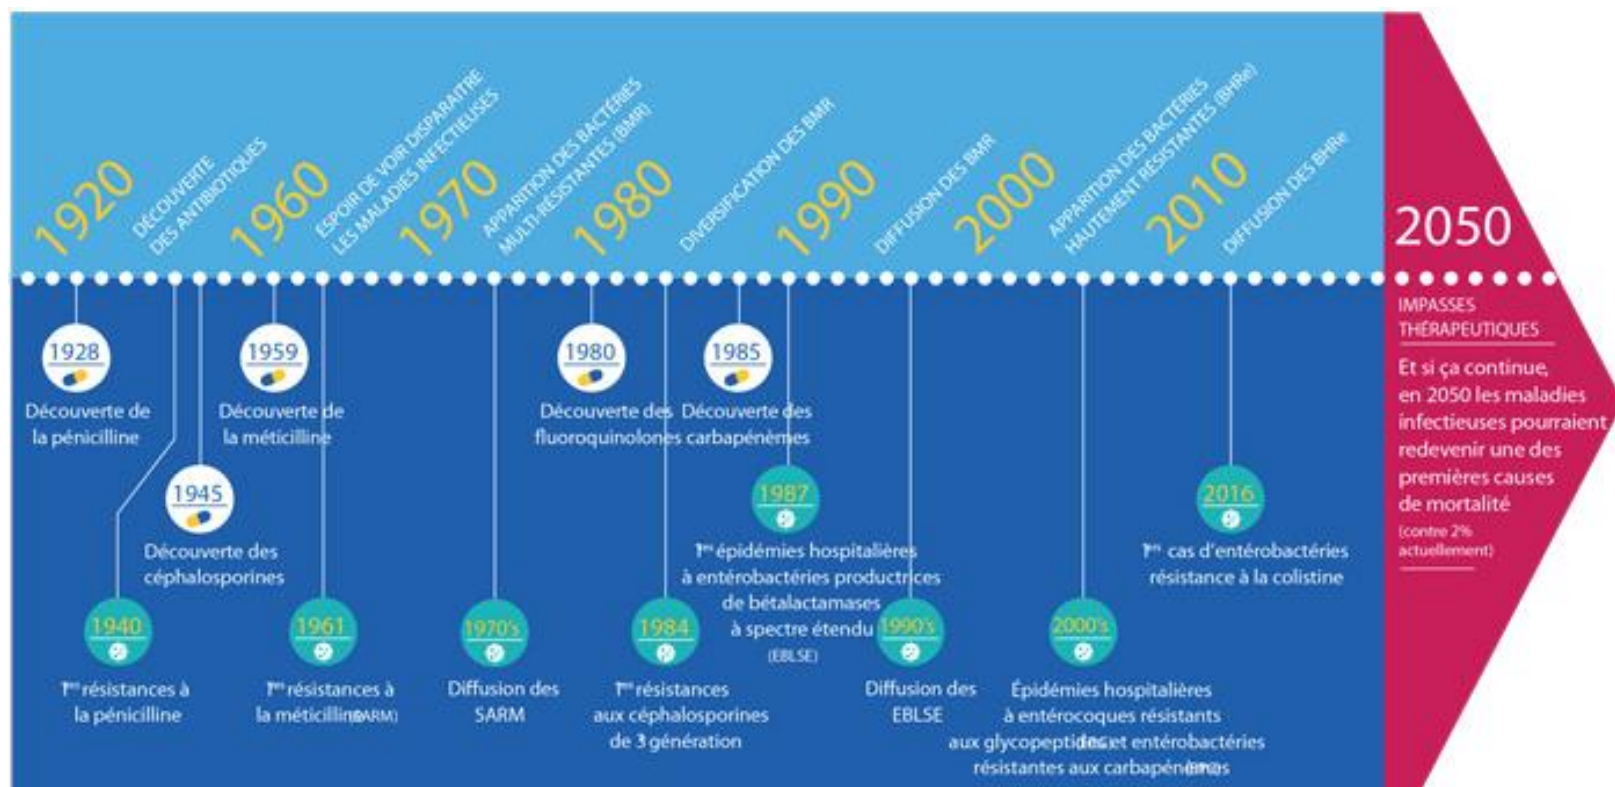 1920
DÉCOUVERTE
DES ANTIBIOTIQUES
1960
ESPOIR DE VOIR DISPARAITRE
LES MALADIES INFECTIEUSES
1970
APPARTITION DES BACTÉRIES
MULTI-RÉSISTANTES (BMR)
1980
DIVERSIFICATION DES BMR
1990
DIFFUSION DES BMR
2000
APPARTITION DES BACTÉRIES
HAUTEMENT RÉSISTANTES (BHRe)
2010
DIFFUSION DES BHRe
2050
IMPASSES
THÉRAPEUTIQUES
Et si ça continue,
en 2050 les maladies
infectieuses pourraient
redevenir une des
premières causes
de mortalité
(contre 2%
actuellement)
1928
Découverte de
la pénicilline
1959
Découverte de
la méticilline
1980
Découverte des
fluoroquinolones
1985
Découverte des
carbapénèmes
1945
Découverte des
céphalosporines
1987
1res épidémies hospitalières
à entérobactéries productrices
de bétalactamases
à spectre étendu
(EBLSE)
2016
1ers cas d'entérobactéries
résistance à la colistine
1940
1res résistances à
la pénicilline
1961
1res résistances à
la méticilline (SARM)
1970's
Diffusion des
SARM
1984
1res résistances
aux céphalosporines
de 3 génération
1990's
Diffusion des
EBLSE
2000's
Épidémies hospitalières
à entérocoques résistants
aux glycopeptides et entérobactéries
résistantes aux carbapénèmes